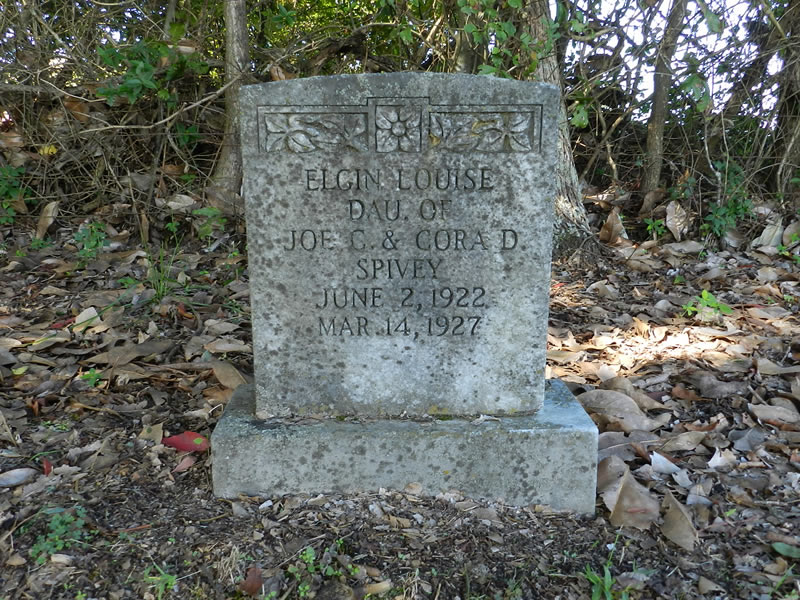 ELGIN LOUISE
DAU. OF
JOE C. & CORA D.
SPIVEY
JUNE 2, 1922
MAR. 14, 1927